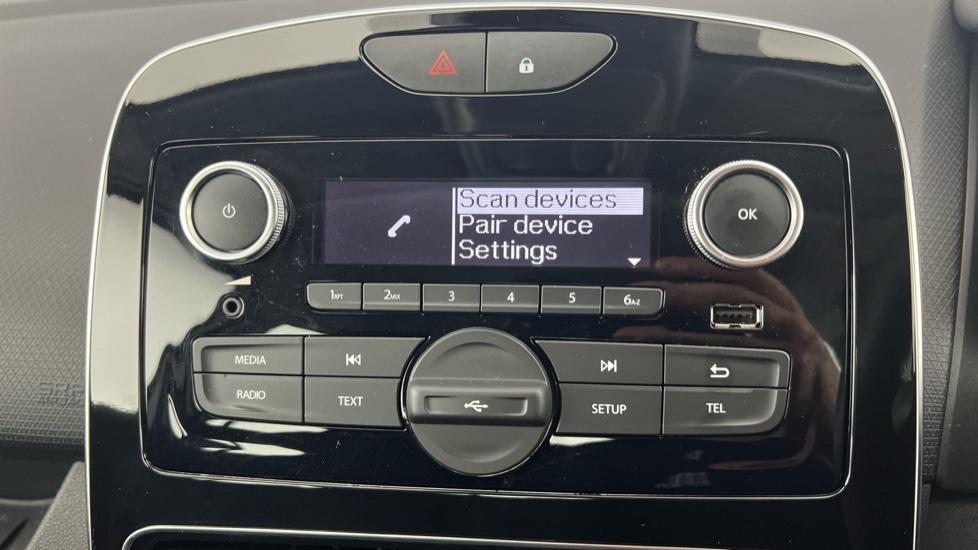 Scan devices
Pair device
Settings
OK
1RPT 2MIX 3 4 5 6A-Z
MEDIA
RADIO TEXT SETUP TEL